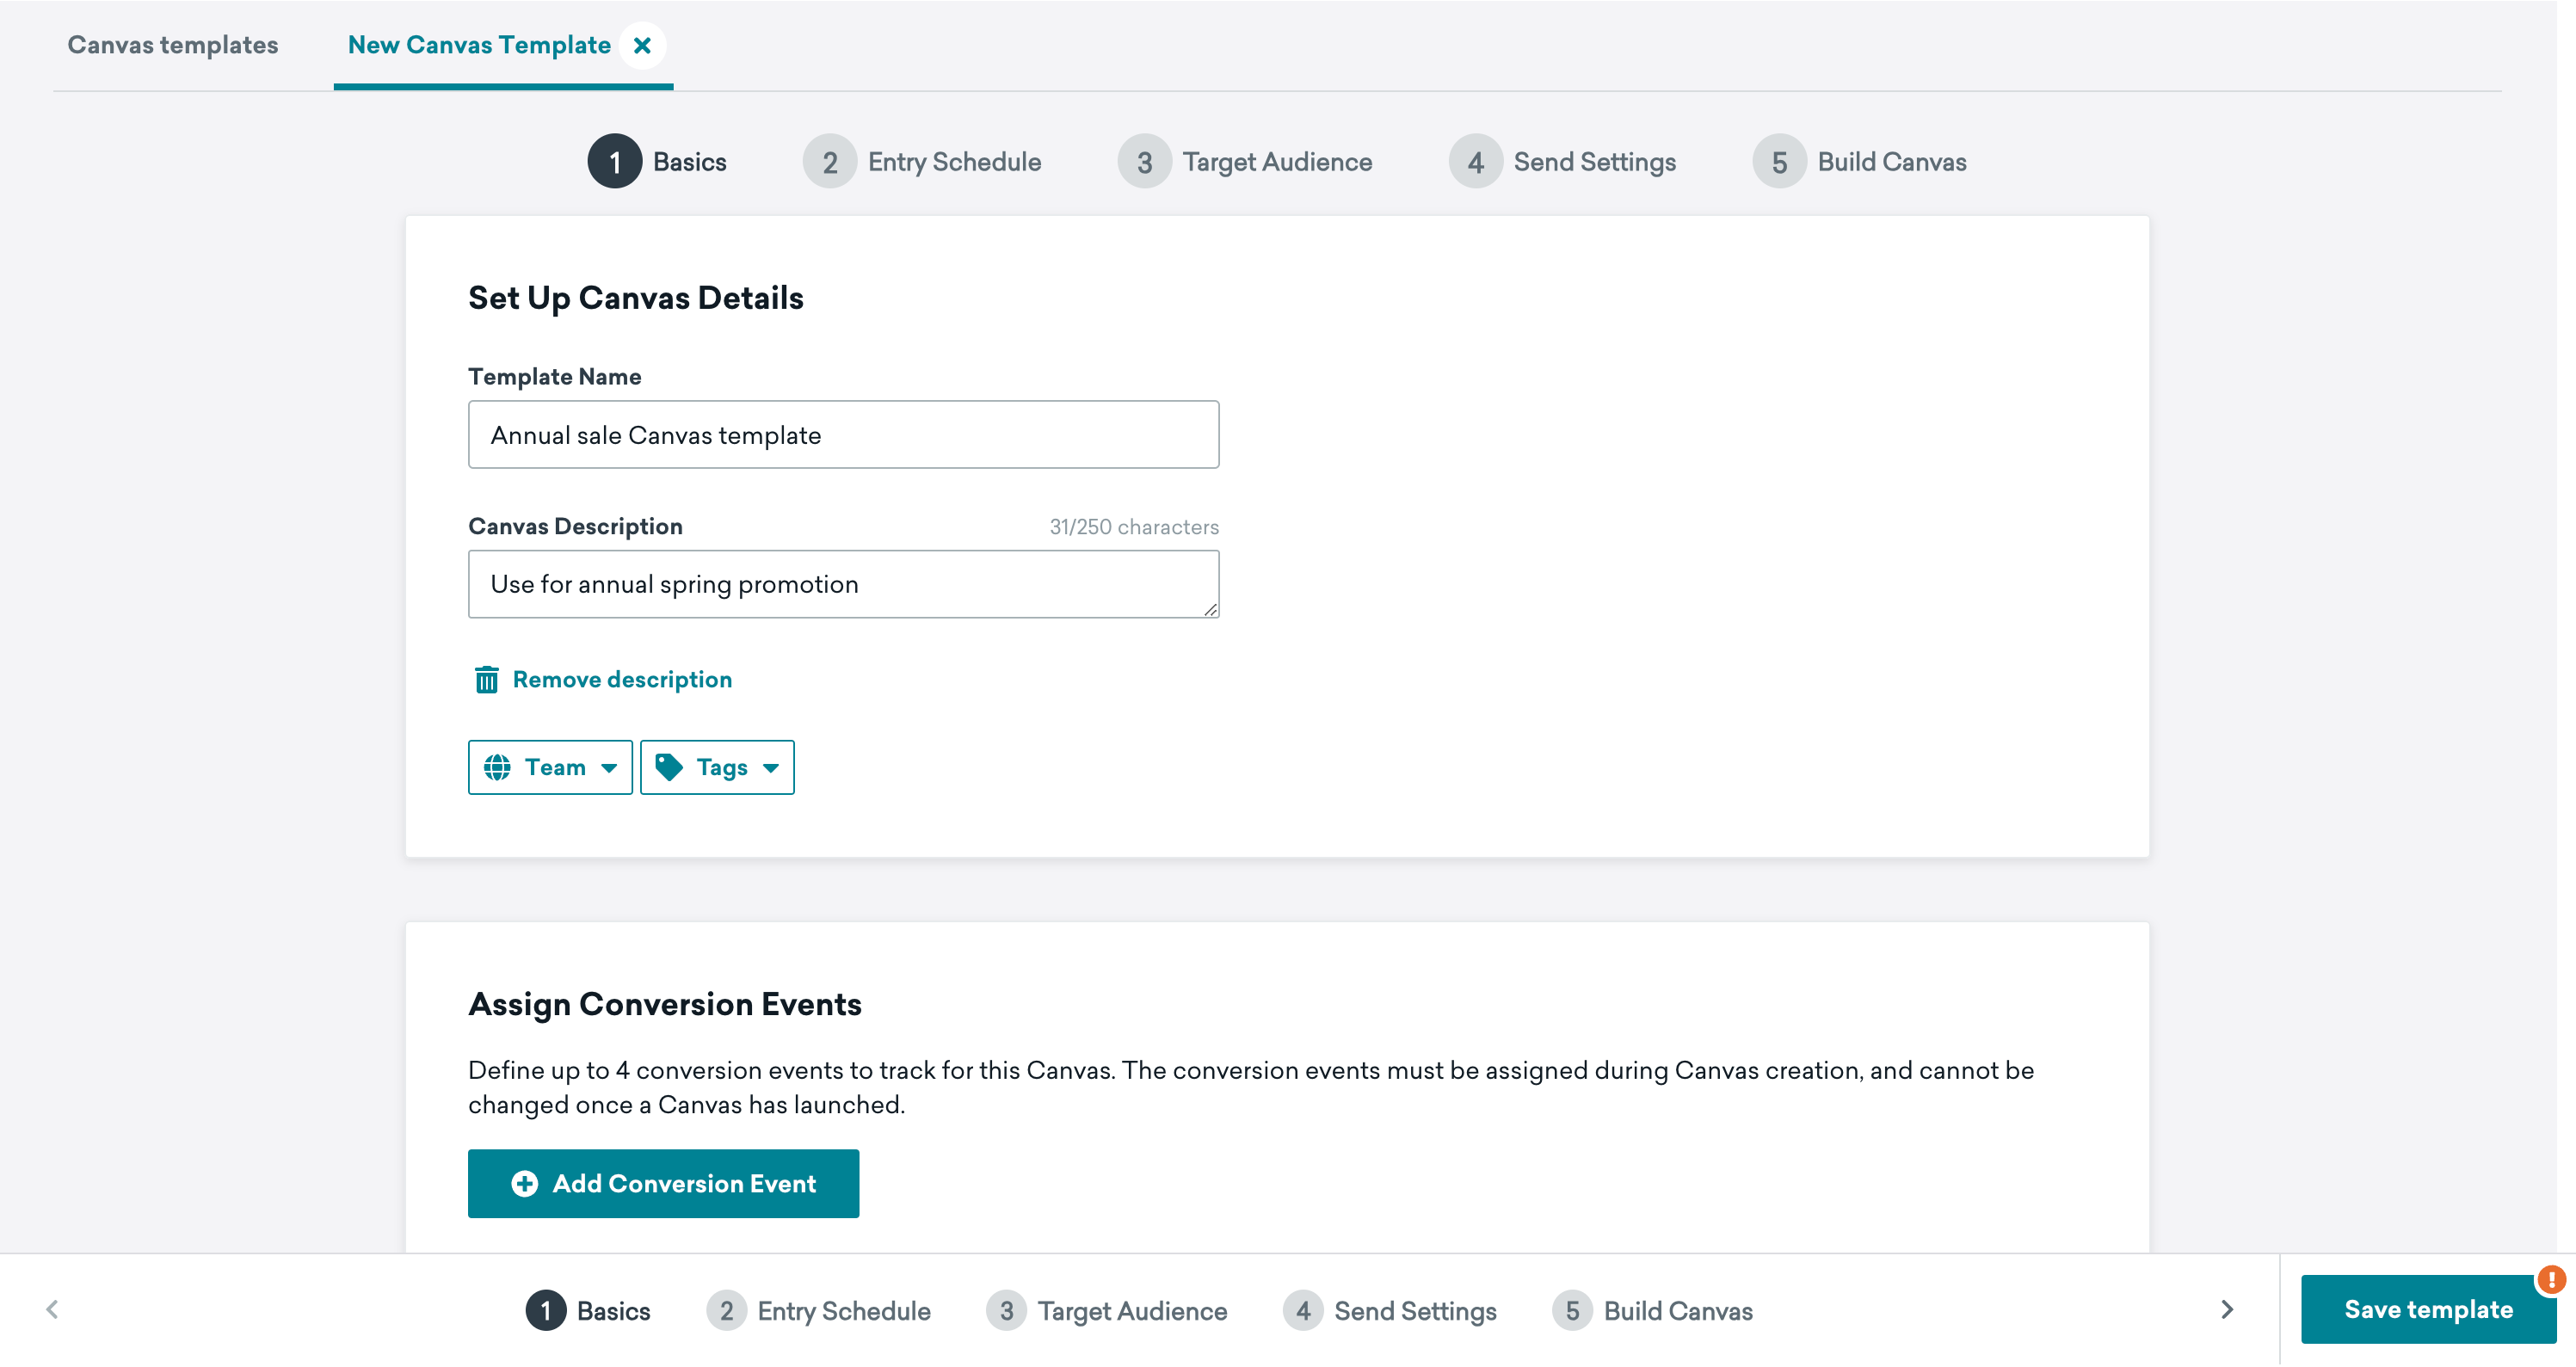 Canvas templates
New Canvas Template
1 Basics
2 Entry Schedule
3 Target Audience
4 Send Settings
5 Build Canvas
Set Up Canvas Details
Template Name
Annual sale Canvas template
Canvas Description
31/250 characters
Use for annual spring promotion
Remove description
Team
Tags
Assign Conversion Events
Define up to 4 conversion events to track for this Canvas. The conversion events must be assigned during Canvas creation, and cannot be
changed once a Canvas has launched.
Add Conversion Event
1 Basics
2 Entry Schedule
3 Target Audience
4 Send Settings
5 Build Canvas
Save template